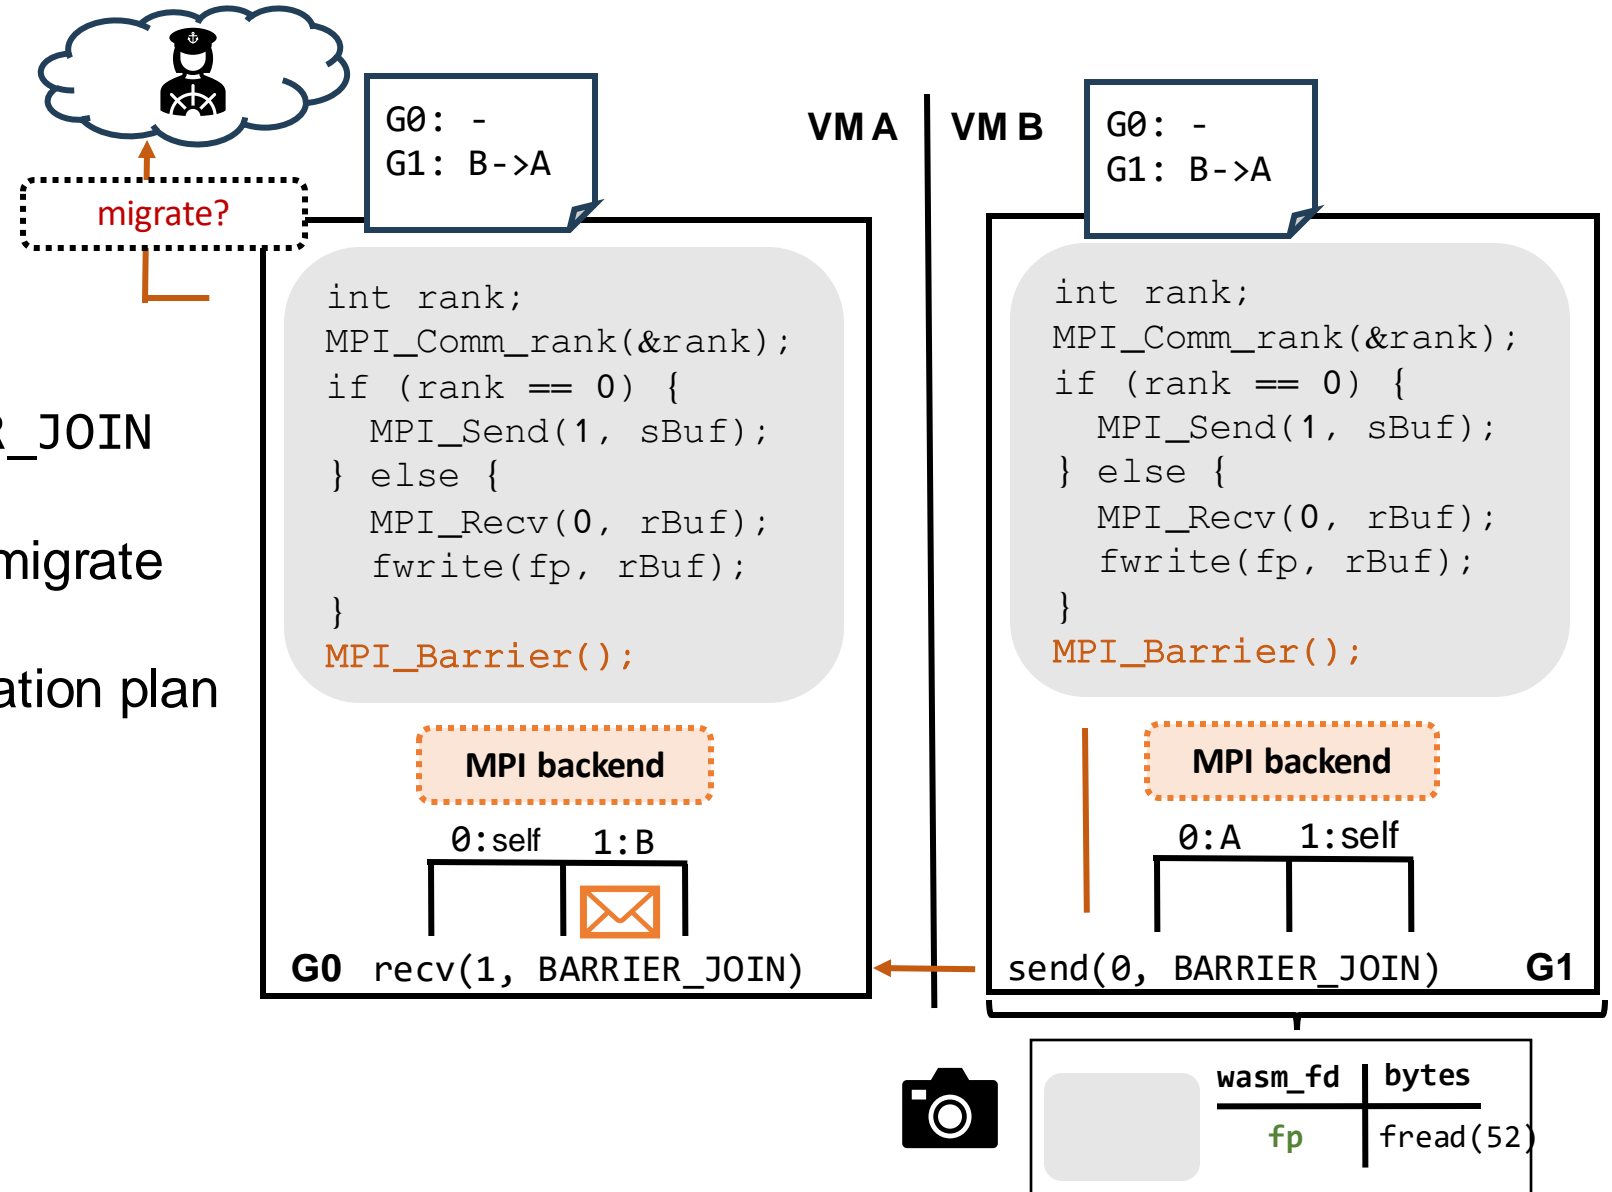 migrate?
G0: -
G1: B->A
VM A
VM B
G0: -
G1: B->A
R_JOIN
migrate
ation plan
int rank;
MPI_Comm_rank(&rank);
if (rank == 0) {
MPI_Send(1, sBuf);
} else {
MPI_Recv(0, rBuf);
fwrite(fp, rBuf);
}
MPI_Barrier();
MPI backend
0:self 1:B
G0 recv(1, BARRIER_JOIN)
int rank;
MPI_Comm_rank(&rank);
if (rank == 0) {
MPI_Send(1, sBuf);
} else {
MPI_Recv(0, rBuf);
fwrite(fp, rBuf);
}
MPI_Barrier();
MPI backend
0:A 1:self
send(0, BARRIER_JOIN) G1
wasm_fd bytes
fp fread(52)